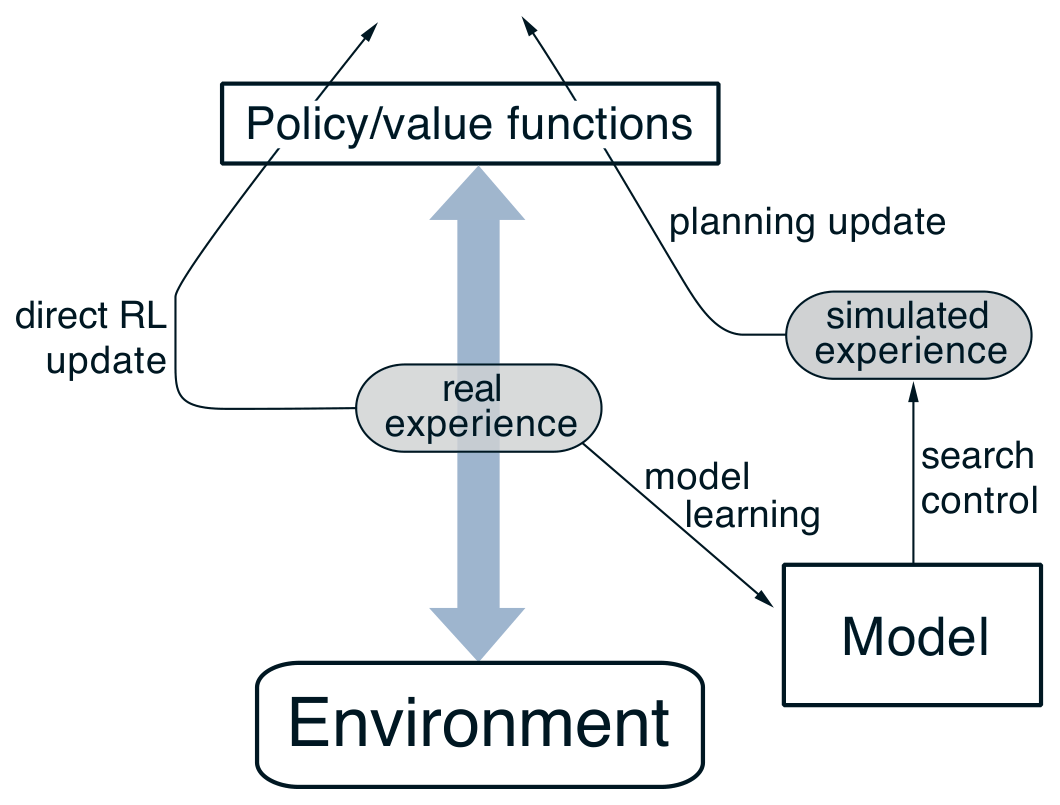 Policy/value functions
planning update
direct RL
update
simulated
experience
real
experience
model
learning
search
control
Model
Environment